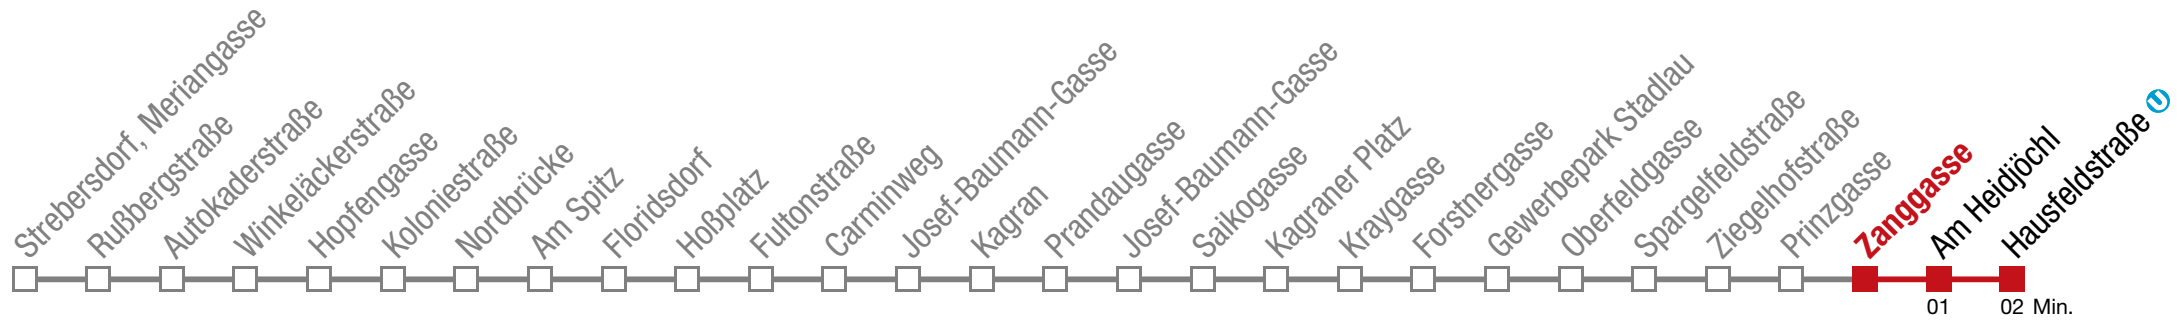 Strebersdorf, Meriangasse
Rußbergstraße
Autokaderstraße
Winkeläckerstraße
Hopfengasse
Koloniestraße
Nordbrücke
Am Spitz
Floridsdorf
Hoßplatz
Fultonstraße
Carminweg
Josef-Baumann-Gasse
Kagran
Prandaugasse
Josef-Baumann-Gasse
Saikogasse
Kagraner Platz
Kraygasse
Forstnergasse
Gewerbepark Stadlau
Oberfeldgasse
Spargelfeldstraße
Ziegelhofstraße
Prinzgasse
Zanggasse
Am Heidjöchl
Hausfeldstraße U
01 02 Min.